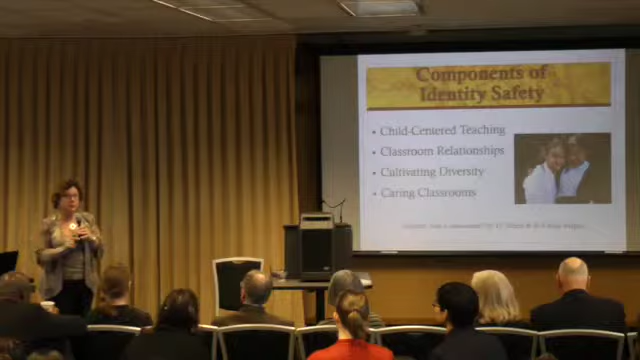 Components of
Identity Safety
• Child-Centered Teaching
• Classroom Relationships
• Cultivating Diversity
• Caring Classrooms